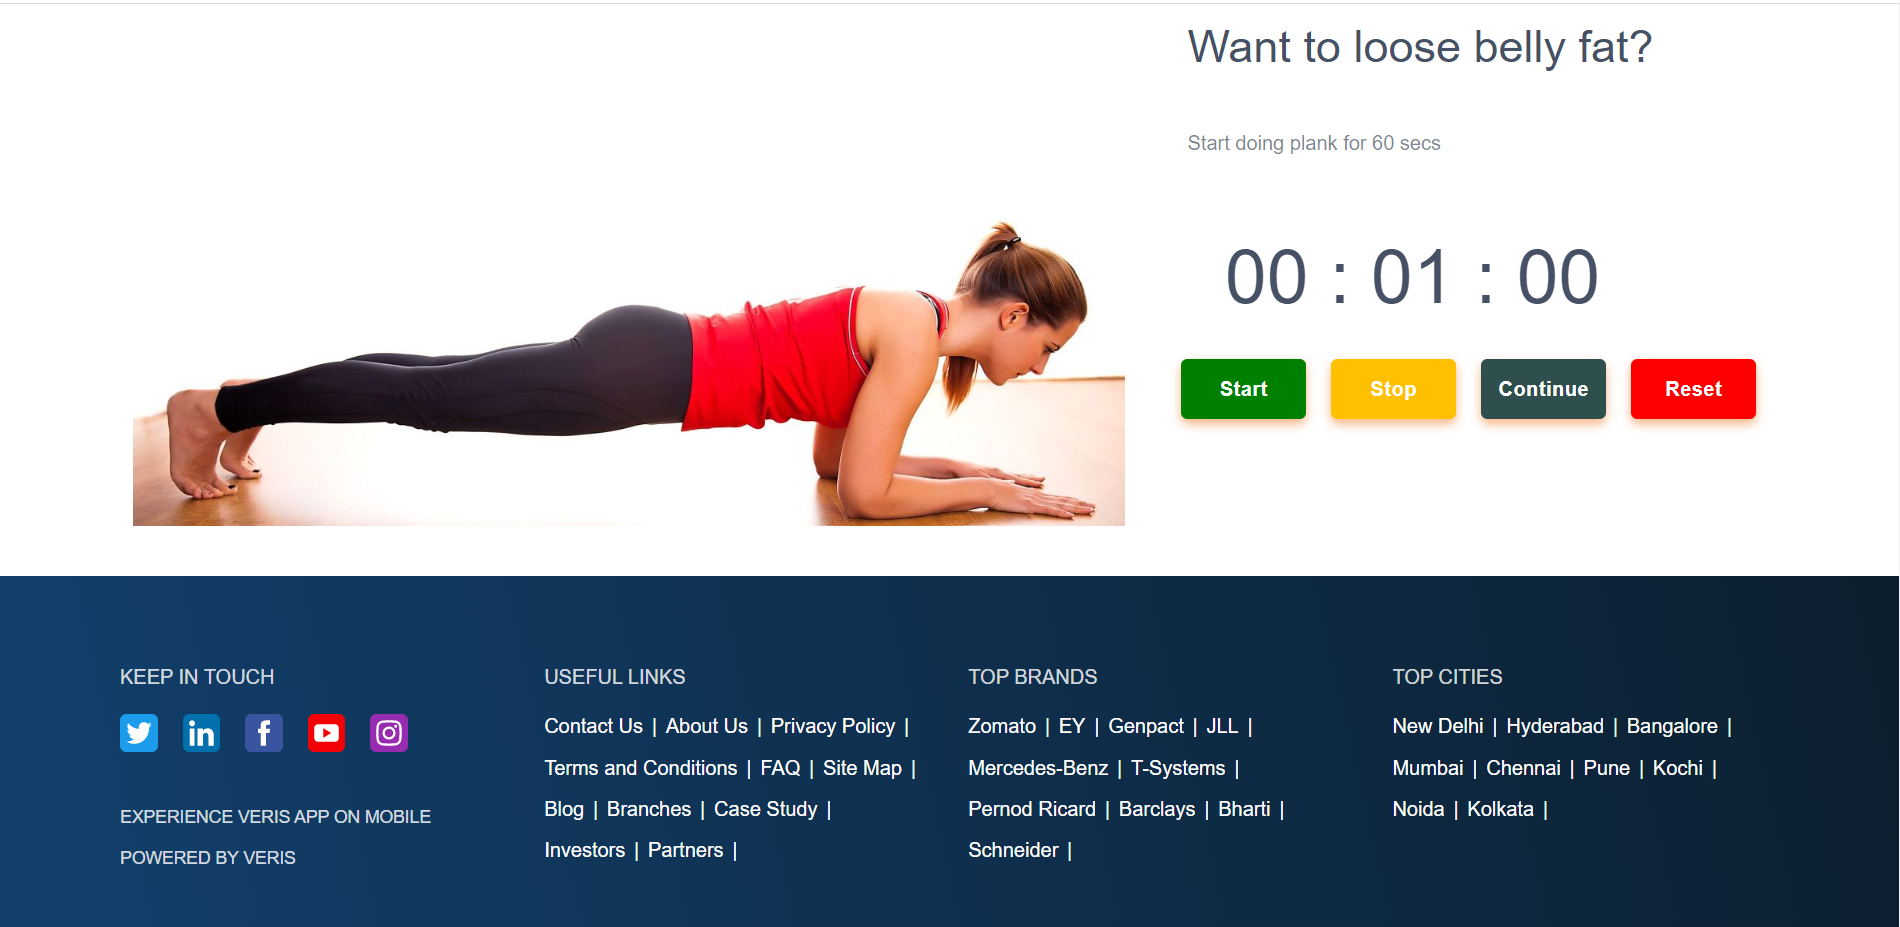 Want to loose belly fat?
Start doing plank for 60 secs
00 : 01 : 00
Start Stop Continue Reset
KEEP IN TOUCH
EXPERIENCE VERIS APP ON MOBILE
POWERED BY VERIS
USEFUL LINKS
Contact Us | About Us | Privacy Policy |
Terms and Conditions | FAQ | Site Map |
Blog | Branches | Case Study |
Investors | Partners |
TOP BRANDS
Zomato | EY | Genpact | JLL |
Mercedes-Benz | T-Systems |
Pernod Ricard | Barclays | Bharti |
Schneider |
TOP CITIES
New Delhi | Hyderabad | Bangalore |
Mumbai | Chennai | Pune | Kochi |
Noida | Kolkata |